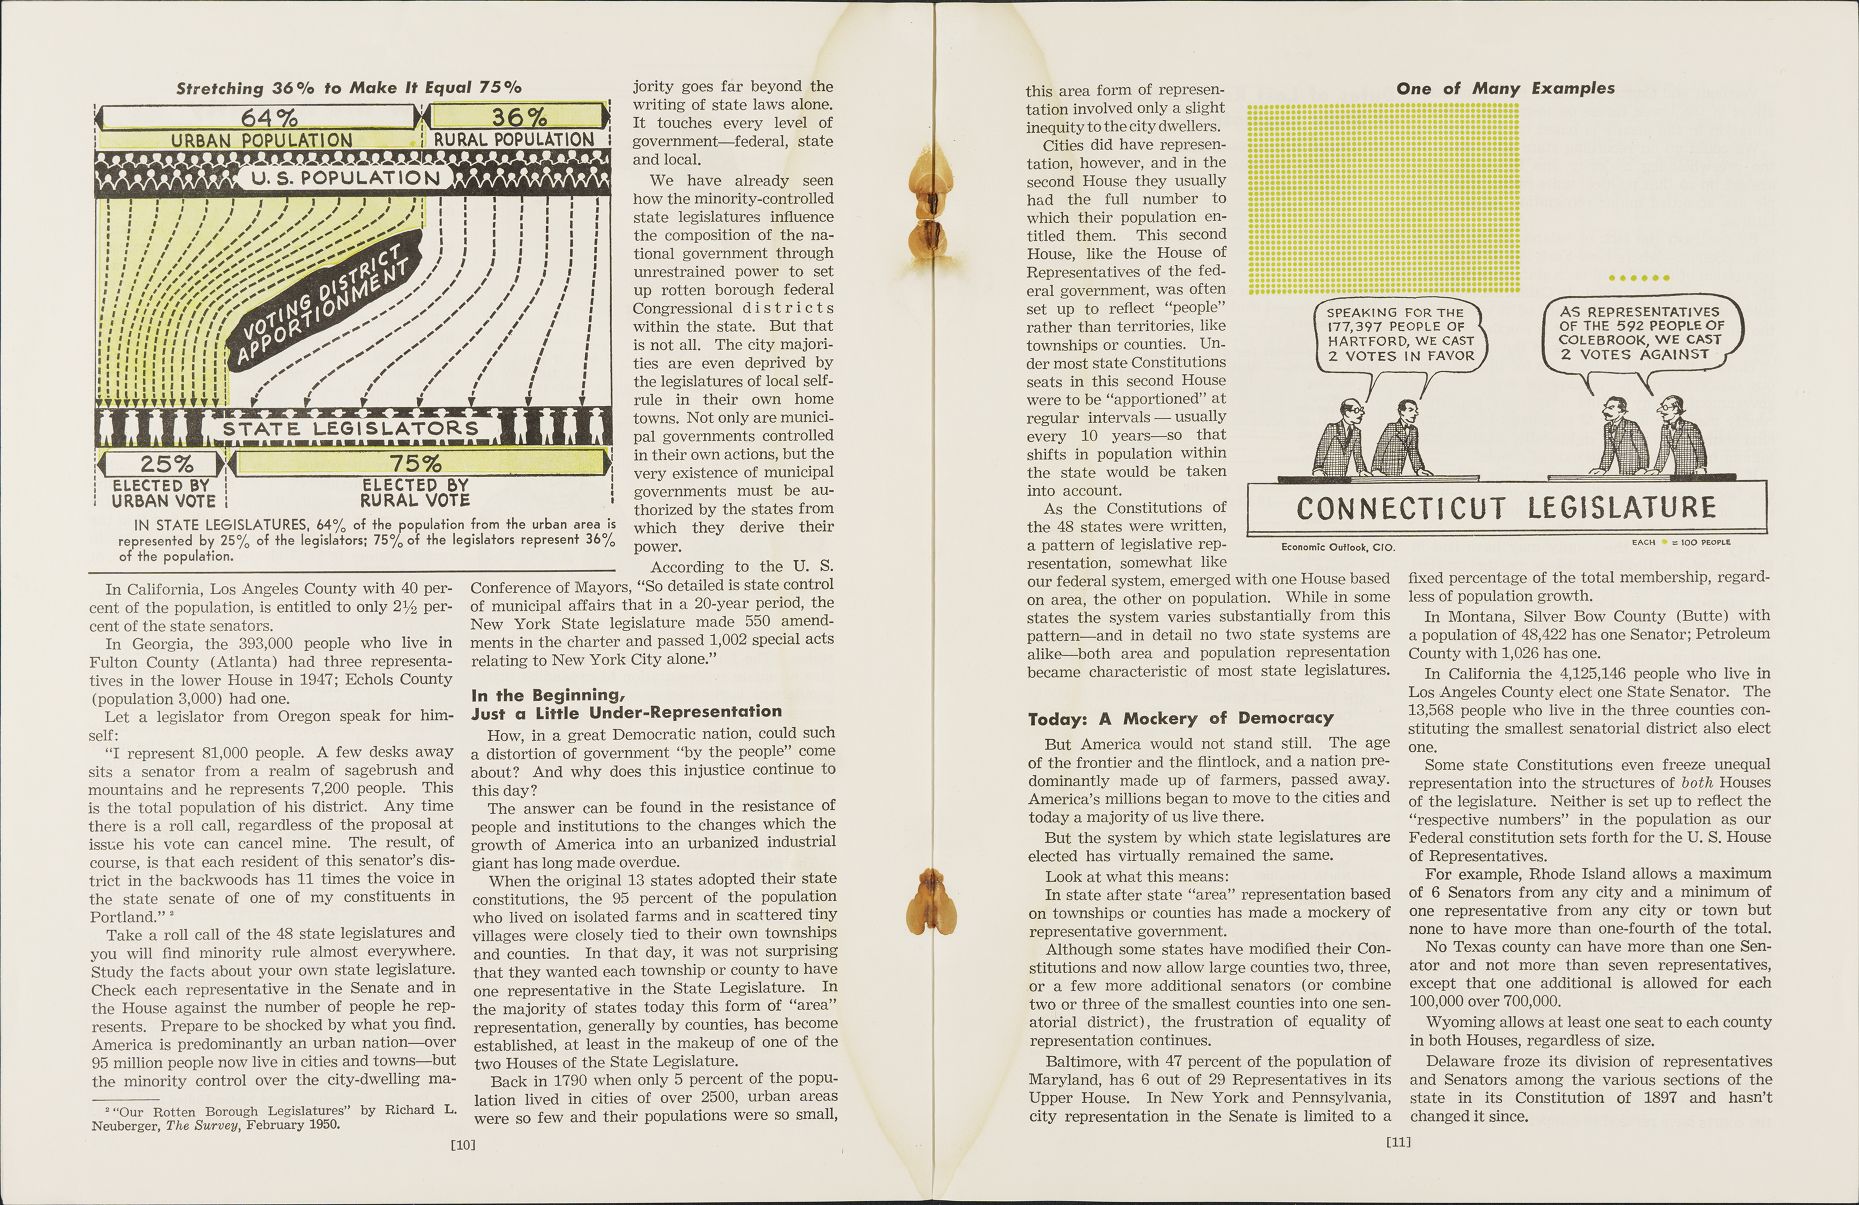 Stretching 36% to Make It Equal 75%
64%
36%
URBAN POPULATION
RURAL POPULATION
U. S. POPULATION
VOTING DISTRICT
APPORTIONMENT
STATE LEGISLATORS
25%
75%
ELECTED BY
URBAN VOTE
ELECTED BY
RURAL VOTE
IN STATE LEGISLATURES, 64% of the population from the urban area is
represented by 25% of the legislators; 75% of the legislators represent 36%
of the population.
In California, Los Angeles County with 40 per-
cent of the population, is entitled to only 2½ per-
cent of the state senators.
In Georgia, the 393,000 people who live in
Fulton County (Atlanta) had three representa-
tives in the lower House in 1947; Echols County
(population 3,000) had one.
Let a legislator from Oregon speak for him-
self:
"I represent 81,000 people. A few desks away
sits a senator from a realm of sagebrush and
mountains and he represents 7,200 people. This
is the total population of his district. Any time
there is a roll call, regardless of the proposal at
issue his vote can cancel mine. The result, of
course, is that each resident of this senator's dis-
trict in the backwoods has 11 times the voice in
the state senate of one of my constituents in
Portland." ²
Take a roll call of the 48 state legislatures and
you will find minority rule almost everywhere.
Study the facts about your own state legislature.
Check each representative in the Senate and in
the House against the number of people he rep-
resents. Prepare to be shocked by what you find.
America is predominantly an urban nation—over
95 million people now live in cities and towns—but
the minority control over the city-dwelling ma-
² "Our Rotten Borough Legislatures" by Richard L.
Neuberger, The Survey, February 1950.
jority goes far beyond the
writing of state laws alone.
It touches every level of
government—federal, state
and local.
We have already seen
how the minority-controlled
state legislatures influence
the composition of the na-
tional government through
unrestrained power to set
up rotten borough federal
Congressional districts
within the state. But that
is not all. The city majori-
ties are even deprived by
the legislatures of local self-
rule in their own home
towns. Not only are munici-
pal governments controlled
in their own actions, but the
very existence of municipal
governments must be au-
thorized by the states from
which they derive their
power.
According to the U. S.
Conference of Mayors, "So detailed is state control
of municipal affairs that in a 20-year period, the
New York State legislature made 550 amend-
ments in the charter and passed 1,002 special acts
relating to New York City alone."
In the Beginning,
Just a Little Under-Representation
How, in a great Democratic nation, could such
a distortion of government "by the people" come
about? And why does this injustice continue to
this day?
The answer can be found in the resistance of
people and institutions to the changes which the
growth of America into an urbanized industrial
giant has long made overdue.
When the original 13 states adopted their state
constitutions, the 95 percent of the population
who lived on isolated farms and in scattered tiny
villages were closely tied to their own townships
and counties. In that day, it was not surprising
that they wanted each township or county to have
one representative in the State Legislature. In
the majority of states today this form of "area"
representation, generally by counties, has become
established, at least in the makeup of one of the
two Houses of the State Legislature.
Back in 1790 when only 5 percent of the popu-
lation lived in cities of over 2500, urban areas
were so few and their populations were so small,
[10]
this area form of represen-
tation involved only a slight
inequity to the city dwellers.
Cities did have represen-
tation, however, and in the
second House they usually
had the full number to
which their population en-
titled them. This second
House, like the House of
Representatives of the fed-
eral government, was often
set up to reflect "people"
rather than territories, like
townships or counties. Un-
der most state Constitutions
seats in this second House
were to be "apportioned" at
regular intervals — usually
every 10 years—so that
shifts in population within
the state would be taken
into account.
As the Constitutions of
the 48 states were written,
a pattern of legislative rep-
resentation, somewhat like
our federal system, emerged with one House based
on area, the other on population. While in some
states the system varies substantially from this
pattern—and in detail no two state systems are
alike—both area and population representation
became characteristic of most state legislatures.
Today: A Mockery of Democracy
But America would not stand still. The age
of the frontier and the flintlock, and a nation pre-
dominantly made up of farmers, passed away.
America's millions began to move to the cities and
today a majority of us live there.
But the system by which state legislatures are
elected has virtually remained the same.
Look at what this means:
In state after state "area" representation based
on townships or counties has made a mockery of
representative government.
Although some states have modified their Con-
stitutions and now allow large counties two, three,
or a few more additional senators (or combine
two or three of the smallest counties into one sen-
atorial district), the frustration of equality of
representation continues.
Baltimore, with 47 percent of the population of
Maryland, has 6 out of 29 Representatives in its
Upper House. In New York and Pennsylvania,
city representation in the Senate is limited to a
One of Many Examples
SPEAKING FOR THE
177,397 PEOPLE OF
HARTFORD, WE CAST
2 VOTES IN FAVOR
AS REPRESENTATIVES
OF THE 592 PEOPLE OF
COLEBROOK, WE CAST
2 VOTES AGAINST
CONNECTICUT LEGISLATURE
Economic Outlook, CIO.
EACH • = 100 PEOPLE
fixed percentage of the total membership, regard-
less of population growth.
In Montana, Silver Bow County (Butte) with
a population of 48,422 has one Senator; Petroleum
County with 1,026 has one.
In California the 4,125,146 people who live in
Los Angeles County elect one State Senator. The
13,568 people who live in the three counties con-
stituting the smallest senatorial district also elect
one.
Some state Constitutions even freeze unequal
representation into the structures of both Houses
of the legislature. Neither is set up to reflect the
"respective numbers" in the population as our
Federal constitution sets forth for the U. S. House
of Representatives.
For example, Rhode Island allows a maximum
of 6 Senators from any city and a minimum of
one representative from any city or town but
none to have more than one-fourth of the total.
No Texas county can have more than one Sen-
ator and not more than seven representatives,
except that one additional is allowed for each
100,000 over 700,000.
Wyoming allows at least one seat to each county
in both Houses, regardless of size.
Delaware froze its division of representatives
and Senators among the various sections of the
state in its Constitution of 1897 and hasn't
changed it since.
[11]